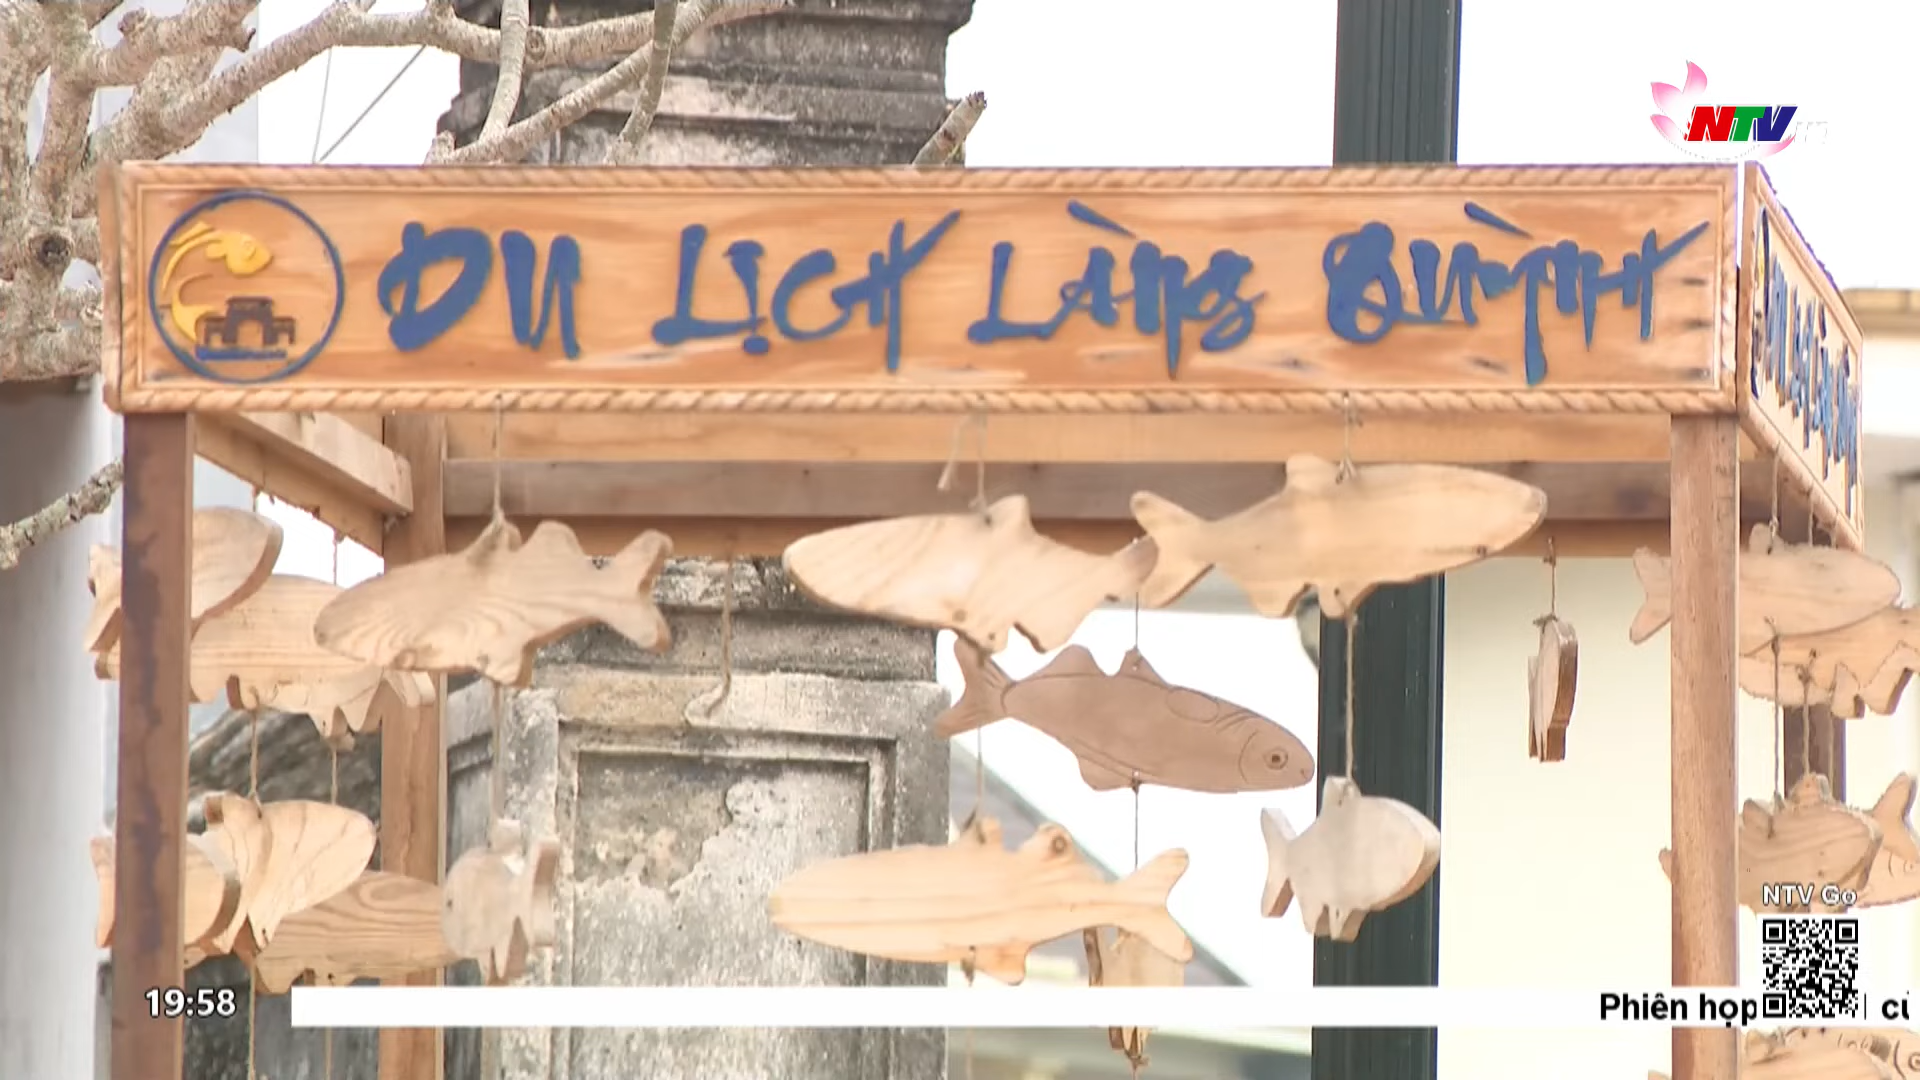 NTV
DU LỊCH LÀNG QUỲNH
NTV Go
19:58
Phiên họp